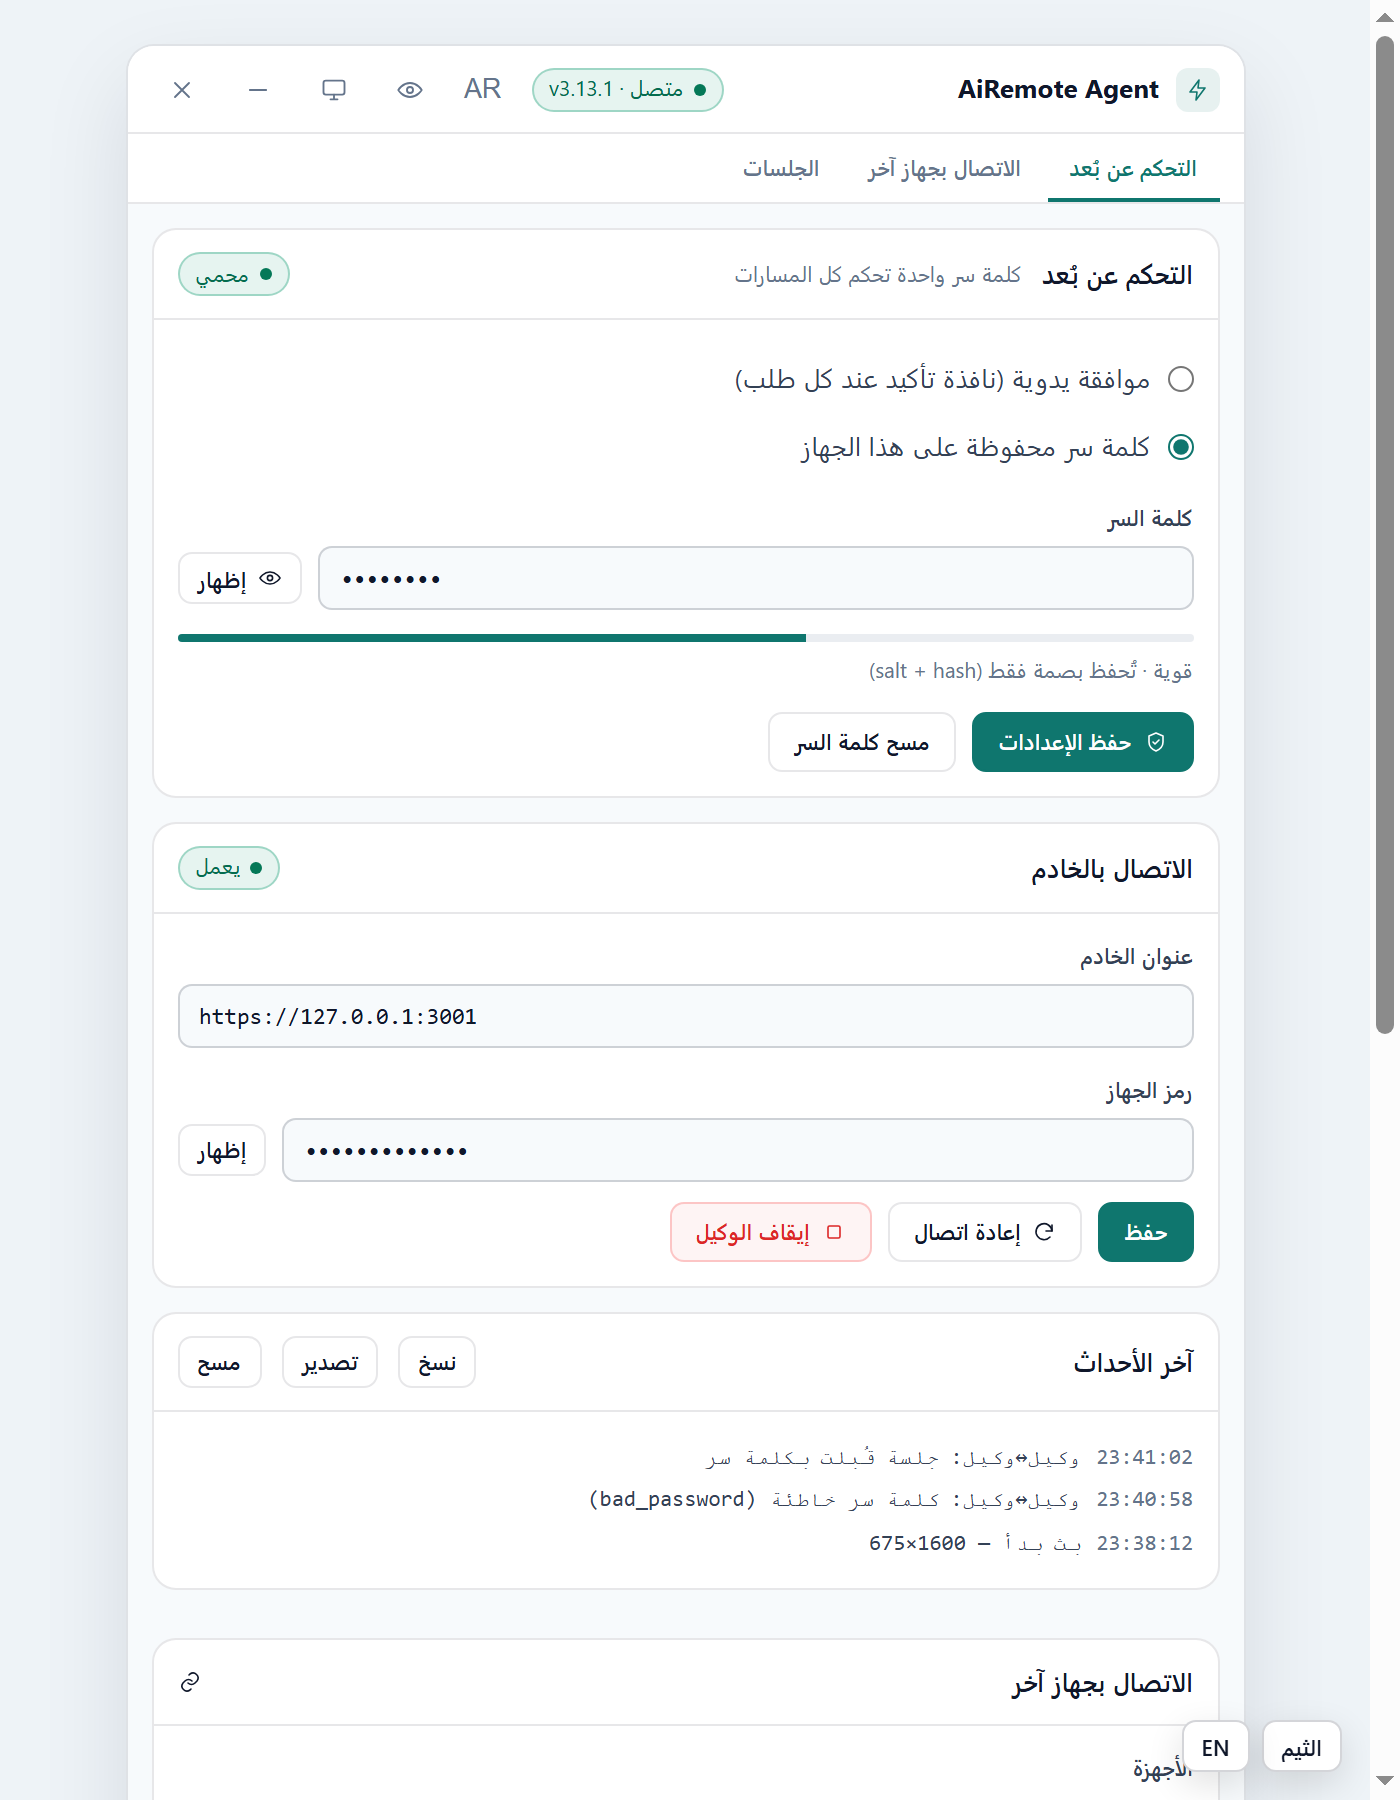 AiRemote Agent
متصل · v3.13.1
AR
التحكم عن بُعد
الاتصال بجهاز آخر
الجلسات
التحكم عن بُعد
كلمة سر واحدة تحكم كل المسارات
محمي
موافقة يدوية (نافذة تأكيد عند كل طلب)
كلمة سر محفوظة على هذا الجهاز
كلمة السر
••••••••
إظهار
قوية · تُحفظ بصمة فقط (salt + hash)
حفظ الإعدادات
مسح كلمة السر
الاتصال بالخادم
يعمل
عنوان الخادم
https://127.0.0.1:3001
رمز الجهاز
•••••••••••••
إظهار
حفظ
إعادة اتصال
إيقاف الوكيل
آخر الأحداث
نسخ
تصدير
مسح
23:41:02 وكيل↔وكيل: جلسة قُبلت بكلمة سر
23:40:58 وكيل↔وكيل: كلمة سر خاطئة (bad_password)
23:38:12 بث بدأ — 1600×675
الاتصال بجهاز آخر
الأجهزة
EN
الثيم